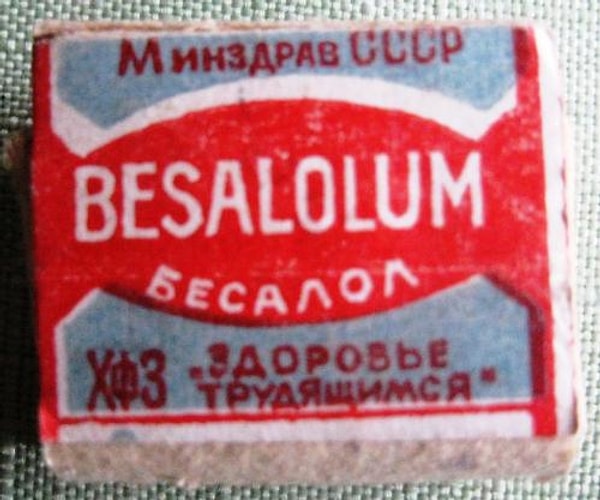 Минздрав СССР
BESALOLUM
БЕСАЛОЛ
ХФЗ "ЗДОРОВЬЕ
ТРУДЯЩИМСЯ"